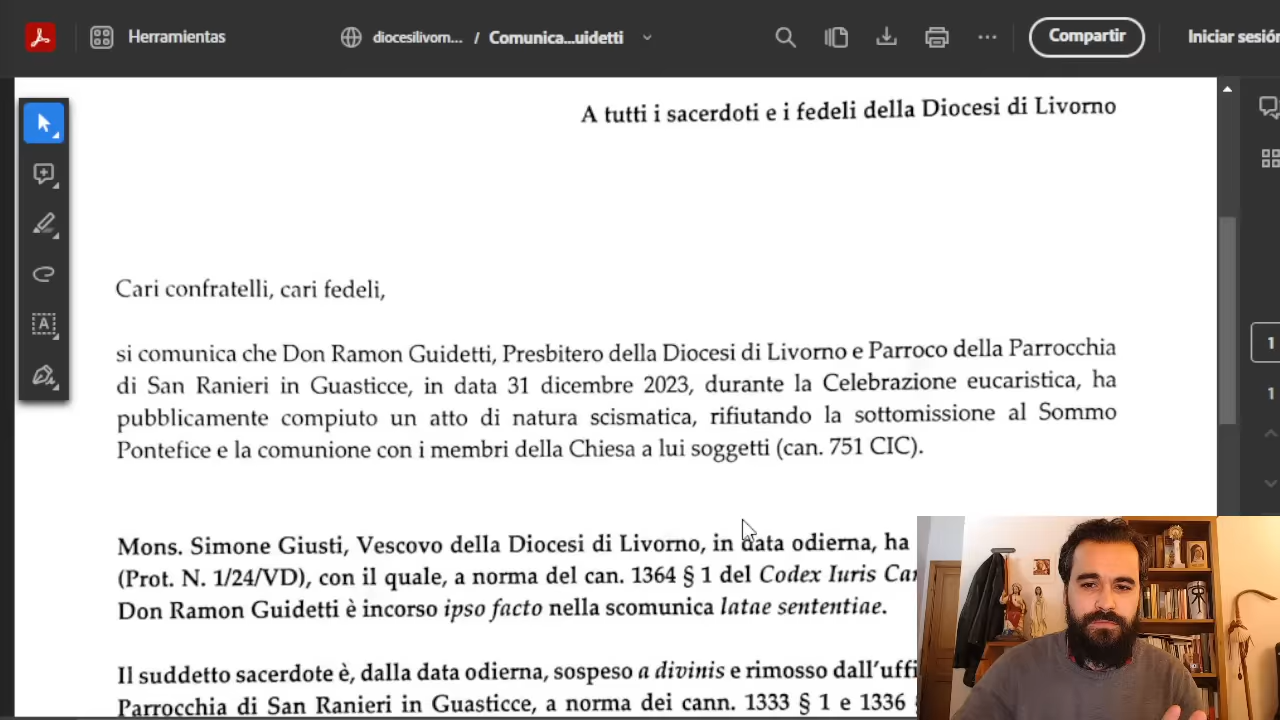 Herramientas
diocesilivorn... / Comunica...uidetti
Compartir
Iniciar sesión
A tutti i sacerdoti e i fedeli della Diocesi di Livorno
Cari confratelli, cari fedeli,
si comunica che Don Ramon Guidetti, Presbitero della Diocesi di Livorno e Parroco della Parrocchia
di San Ranieri in Guasticce, in data 31 dicembre 2023, durante la Celebrazione eucaristica, ha
pubblicamente compiuto un atto di natura scismatica, rifiutando la sottomissione al Sommo
Pontefice e la comunione con i membri della Chiesa a lui soggetti (can. 751 CIC).
Mons. Simone Giusti, Vescovo della Diocesi di Livorno, in data odierna, ha
(Prot. N. 1/24/VD), con il quale, a norma del can. 1364 § 1 del Codex Iuris Can
Don Ramon Guidetti è incorso ipso facto nella scomunica latae sententiae.
Il suddetto sacerdote è, dalla data odierna, sospeso a divinis e rimosso dall'uffi
Parrocchia di San Ranieri in Guasticce, a norma dei cann. 1333 § 1 e 1336 §
1
1